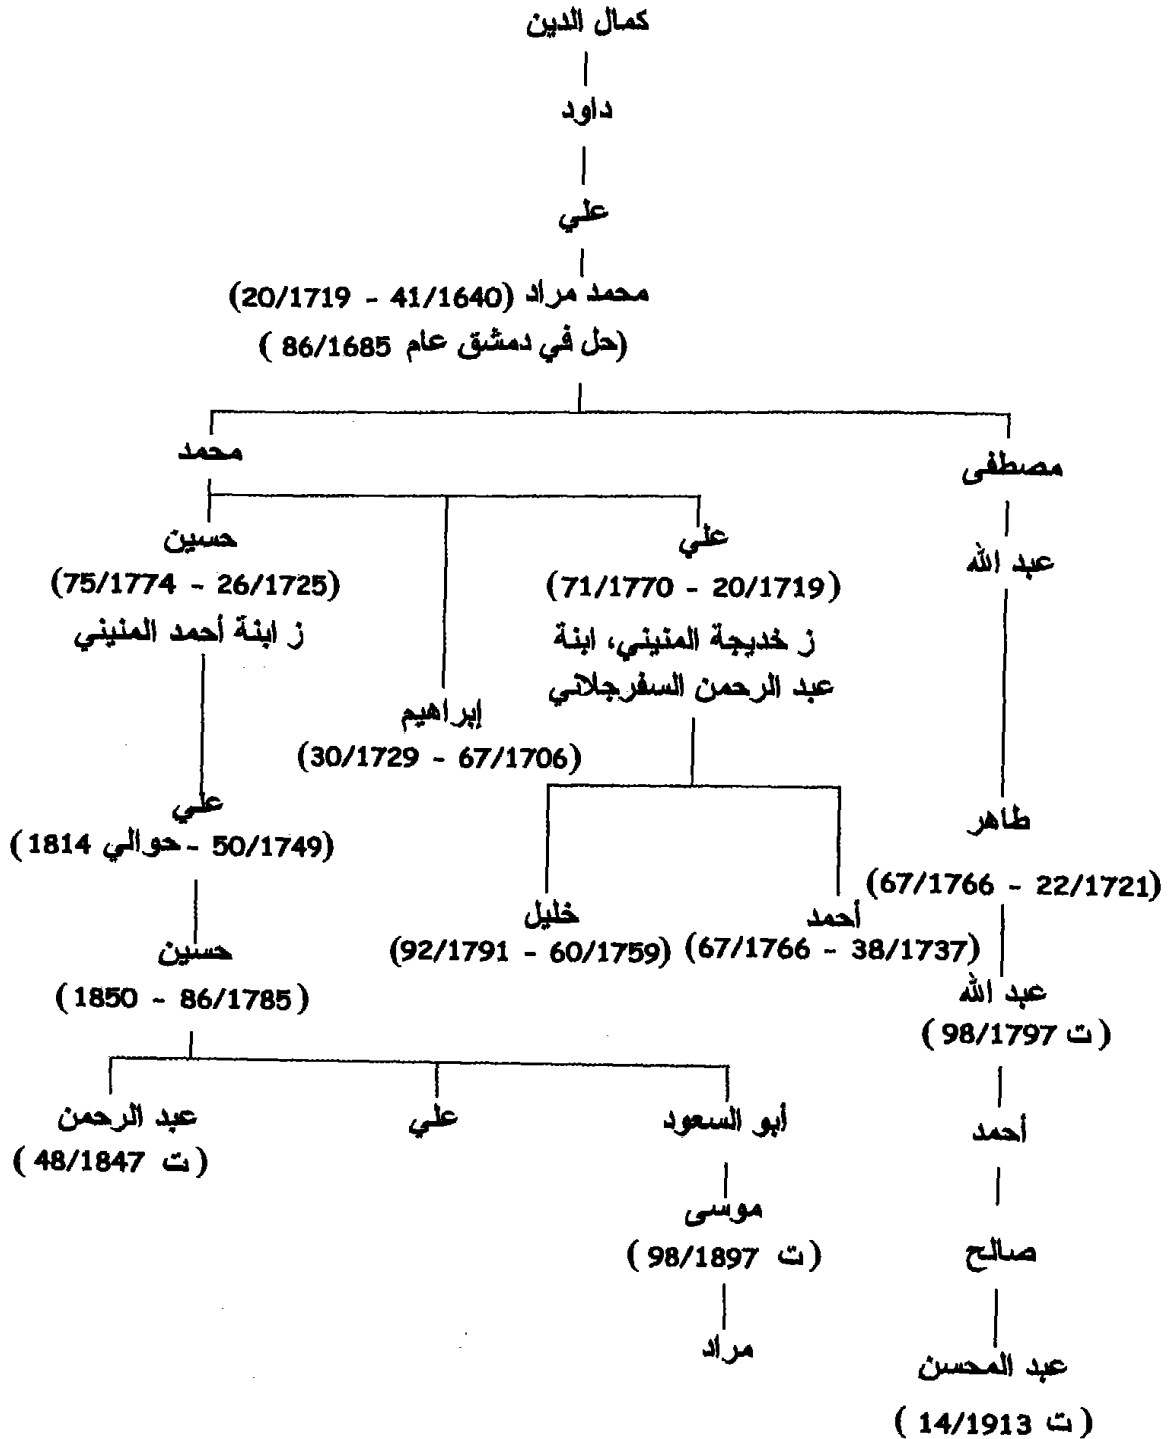 كمال الدين
داود
علي
محمد مراد (41/1640 - 20/1719)
(حل في دمشق عام 86/1685)
مصطفى
محمد
علي
(20/1719 - 71/1770)
ز خديجة المنيني، ابنة
عبد الرحمن السفرجلاني
حسين
(26/1725 - 75/1774)
ز ابنة أحمد المنيني
عبد الله
إبراهيم
(67/1706 - 30/1729)
طاهر
(22/1721 - 67/1766)
علي
(50/1749 - حوالي 1814)
أحمد
(38/1737 - 67/1766)
خليل
(60/1759 - 92/1791)
حسين
(86/1785 - 1850)
عبد الله
(ت 98/1797)
أبو السعود
علي
عبد الرحمن
(ت 48/1847)
أحمد
موسى
(ت 98/1897)
صالح
مراد
عبد المحسن
(ت 14/1913)